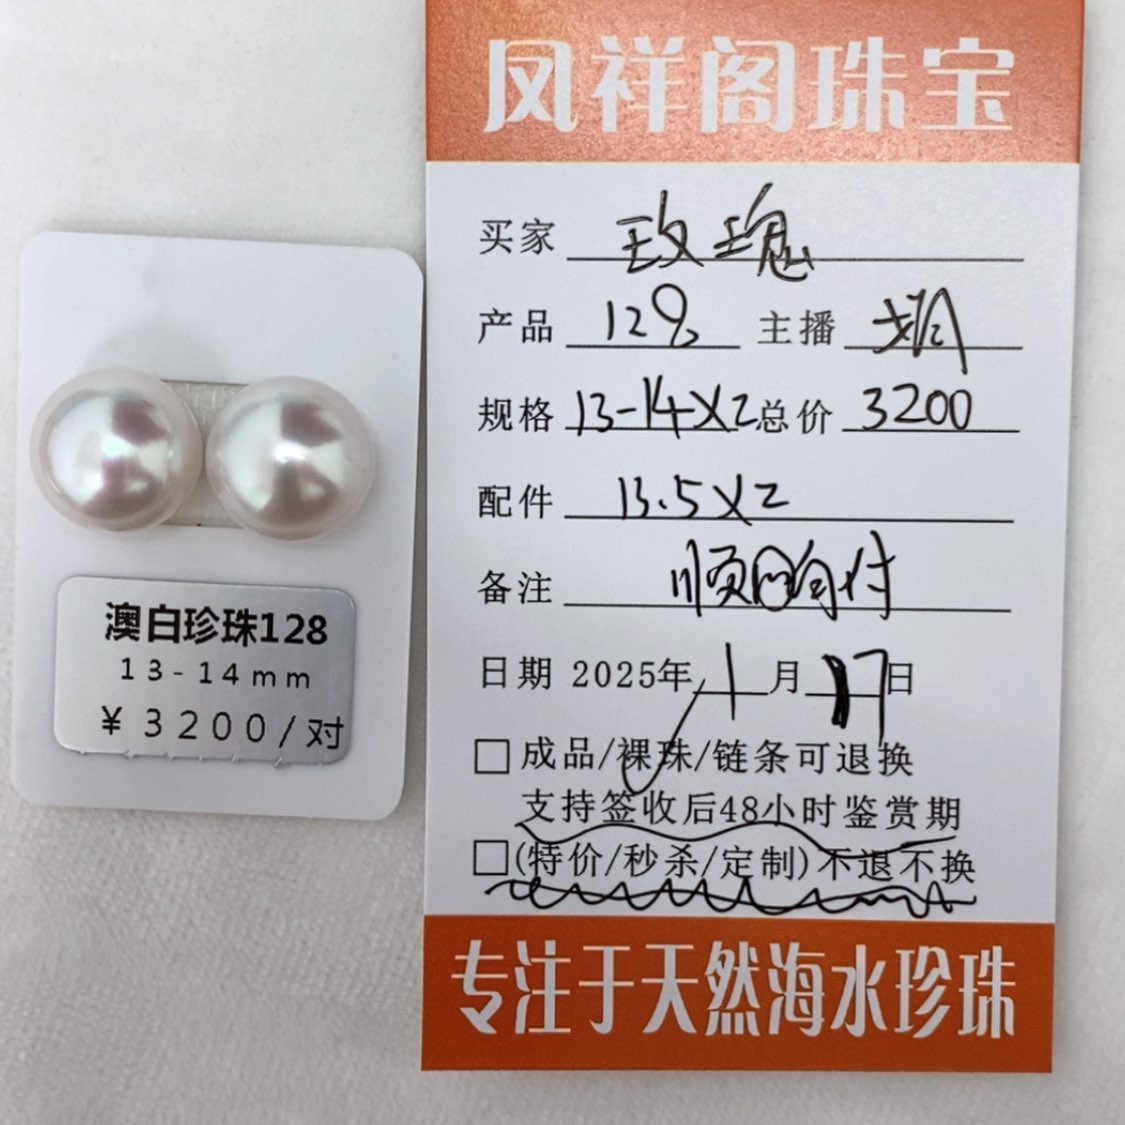 澳白珍珠128
13-14mm
¥3200/对
凤祥阁珠宝
买家 玫瑰
产品 128 主播
规格 13-14X2 总价 3200
配件 13.5X2
备注 顺
日期 2025年1月17日
□成品/裸珠/链条可退换
支持签收后48小时鉴赏期
□(特价/秒杀/定制)不退不换
专注于天然海水珍珠